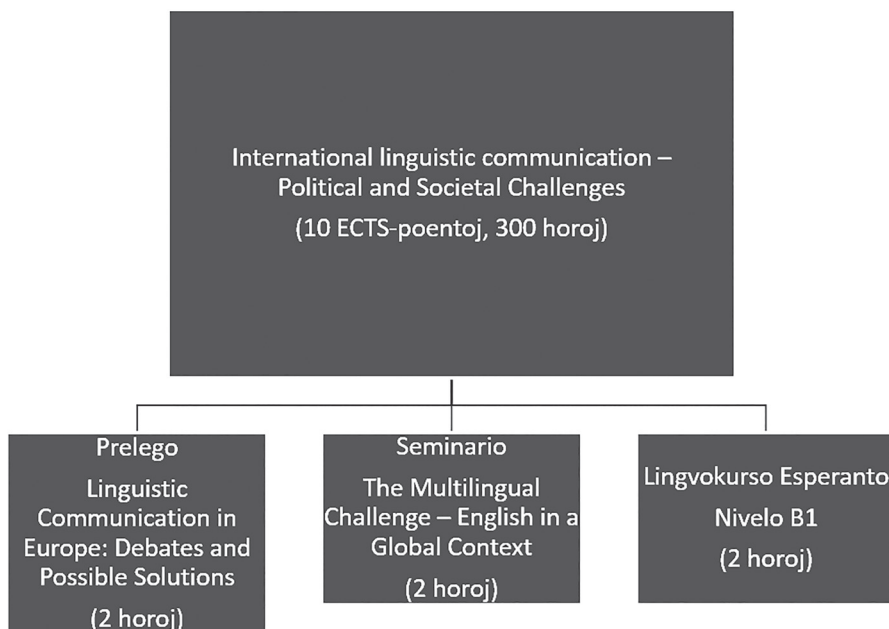 International linguistic communication –
Political and Societal Challenges
(10 ECTS-poentoj, 300 horoj)
Prelego
Linguistic
Communication in
Europe: Debates and
Possible Solutions
(2 horoj)
Seminario
The Multilingual
Challenge – English in a
Global Context
(2 horoj)
Lingvokurso Esperanto
Nivelo B1
(2 horoj)